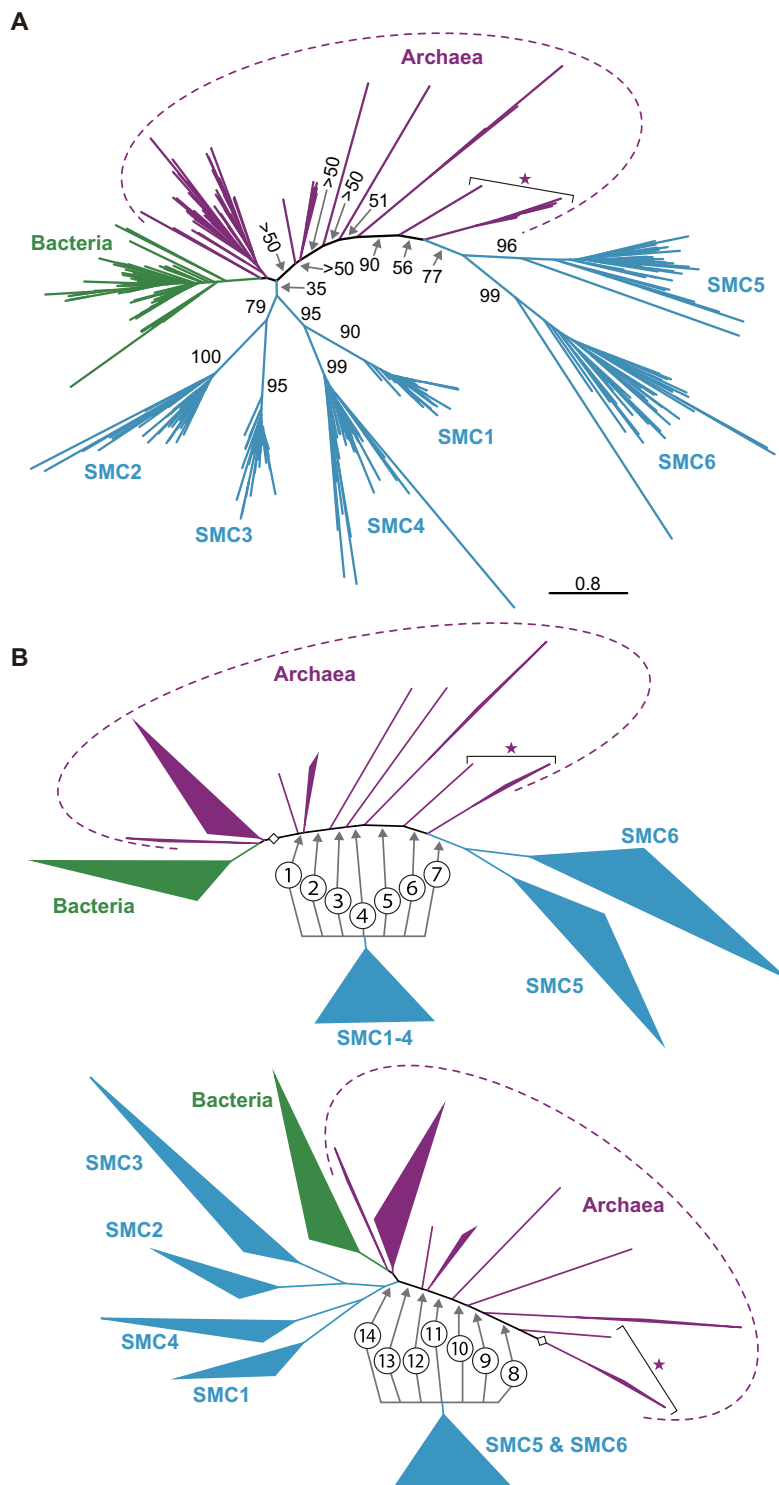 A
Archaea
>50
>50
51
Bacteria
>50
>50
90
56
77
96
SMC5
35
79
95
99
90
100
95
99
SMC1
SMC2
SMC3
SMC4
SMC6
0.8
B
Archaea
SMC6
Bacteria
1
2
3
4
5
6
7
SMC5
SMC1-4
Bacteria
SMC3
Archaea
SMC2
SMC4
SMC1
14
13
12
11
10
9
8
SMC5 & SMC6